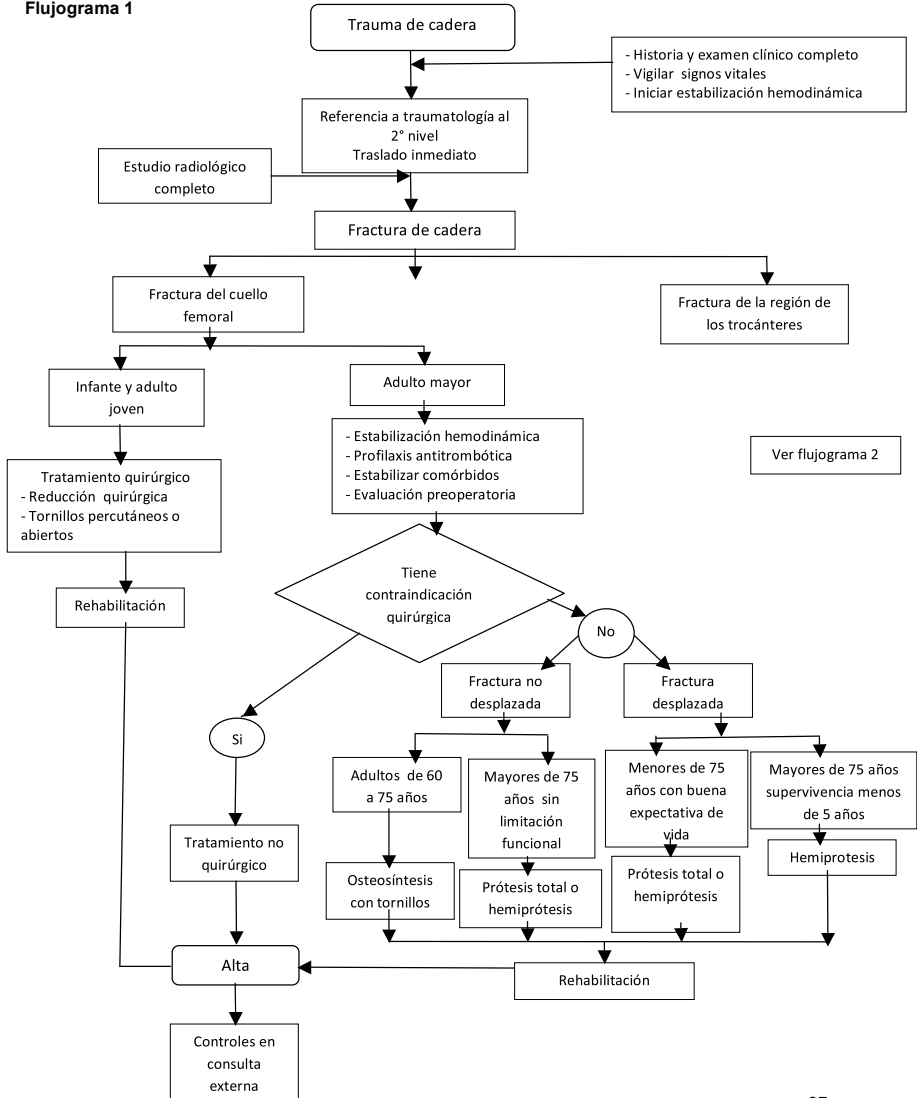 Flujograma 1
Trauma de cadera
- Historia y examen clínico completo
- Vigilar signos vitales
- Iniciar estabilización hemodinámica
Referencia a traumatología al
2° nivel
Traslado inmediato
Estudio radiológico
completo
Fractura de cadera
Fractura del cuello
femoral
Fractura de la región de
los trocánteres
Infante y adulto
joven
Adulto mayor
- Estabilización hemodinámica
- Profilaxis antitrombótica
- Estabilizar comórbidos
- Evaluación preoperatoria
Ver flujograma 2
Tratamiento quirúrgico
- Reducción quirúrgica
- Tornillos percutáneos o
abiertos
Tiene
contraindicación
quirúrgica
Rehabilitación
No
Fractura no
desplazada
Fractura
desplazada
Si
Adultos de 60
a 75 años
Mayores de 75
años sin
limitación
funcional
Menores de 75
años con buena
expectativa de
vida
Mayores de 75 años
supervivencia menos
de 5 años
Tratamiento no
quirúrgico
Osteosíntesis
con tornillos
Prótesis total o
hemiprótesis
Prótesis total o
hemiprótesis
Hemiprotesis
Alta
Rehabilitación
Controles en
consulta
externa